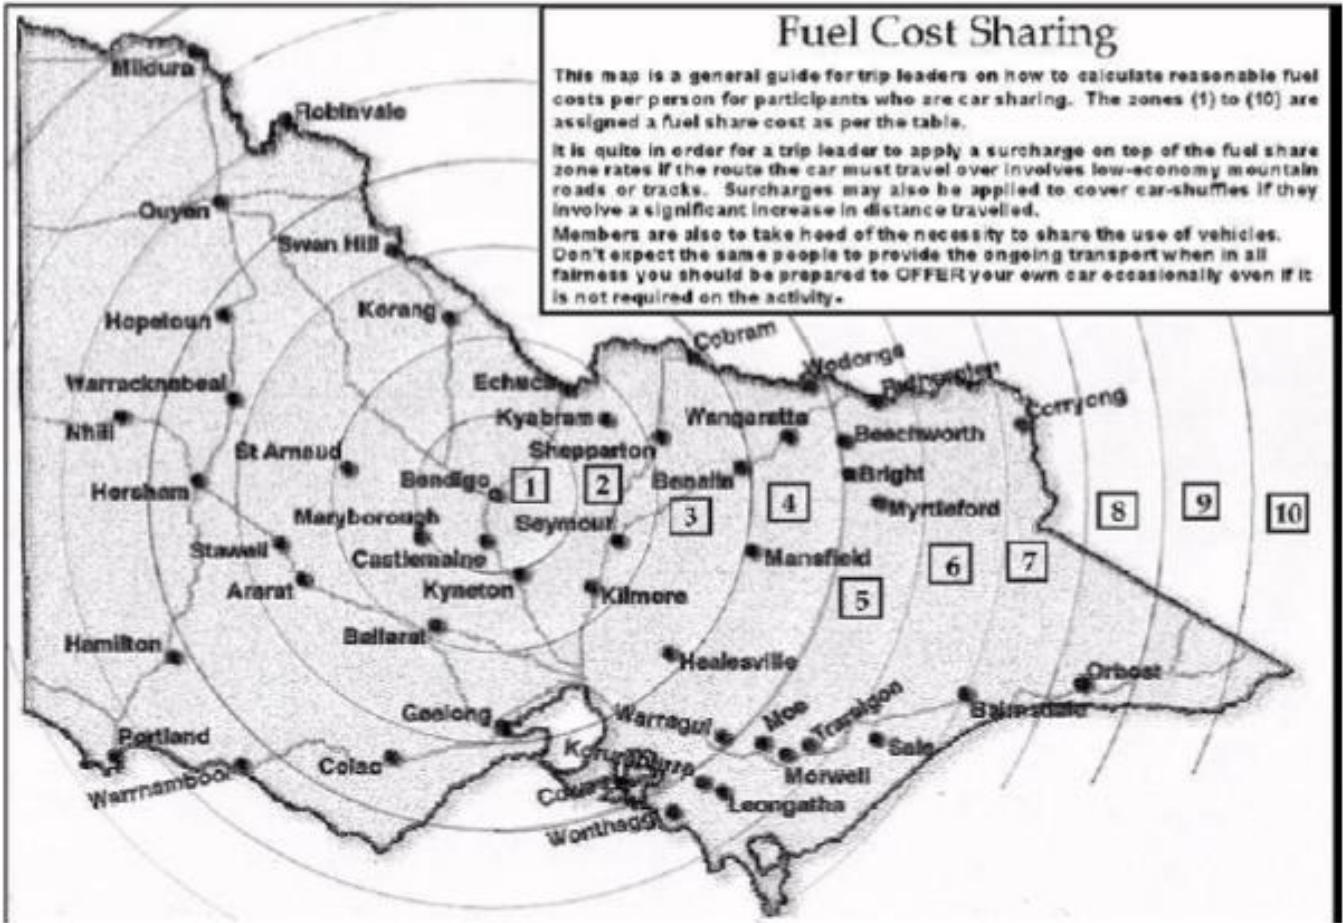 Fuel Cost Sharing
This map is a general guide for trip leaders on how to calculate reasonable fuel
costs per person for participants who are car sharing. The zones (1) to (10) are
assigned a fuel share cost as per the table.
It is quite in order for a trip leader to apply a surcharge on top of the fuel share
zone rates if the route the car must travel over involves low-economy mountain
roads or tracks. Surcharges may also be applied to cover car-shuffles if they
involve a significant increase in distance travelled.
Members are also to take heed of the necessity to share the use of vehicles.
Don't expect the same people to provide the ongoing transport when in all
fairness you should be prepared to OFFER your own car occasionally even if it
is not required on the activity.
Mildura
Robinvale
Ouyen
Swan Hill
Hopetoun
Kerang
Cobram
Wodonga
Warracknabeal
Echuca
Corryong
Nhill
Kyabram
Wangaratta
Shepparton
Beechworth
St Arnaud
Benalla
Bright
Horsham
Bendigo
1
2
3
4
Myrtleford
8
9
10
Maryborough
Seymour
Stawell
Castlemaine
Mansfield
6
7
Ararat
Kyneton
Kilmore
5
Ballarat
Hamilton
Healesville
Orbost
Geelong
Warragul
Moe
Traralgon
Bairnsdale
Portland
Sale
Colac
Warrnambool
Morwell
Leongatha
Wonthaggi